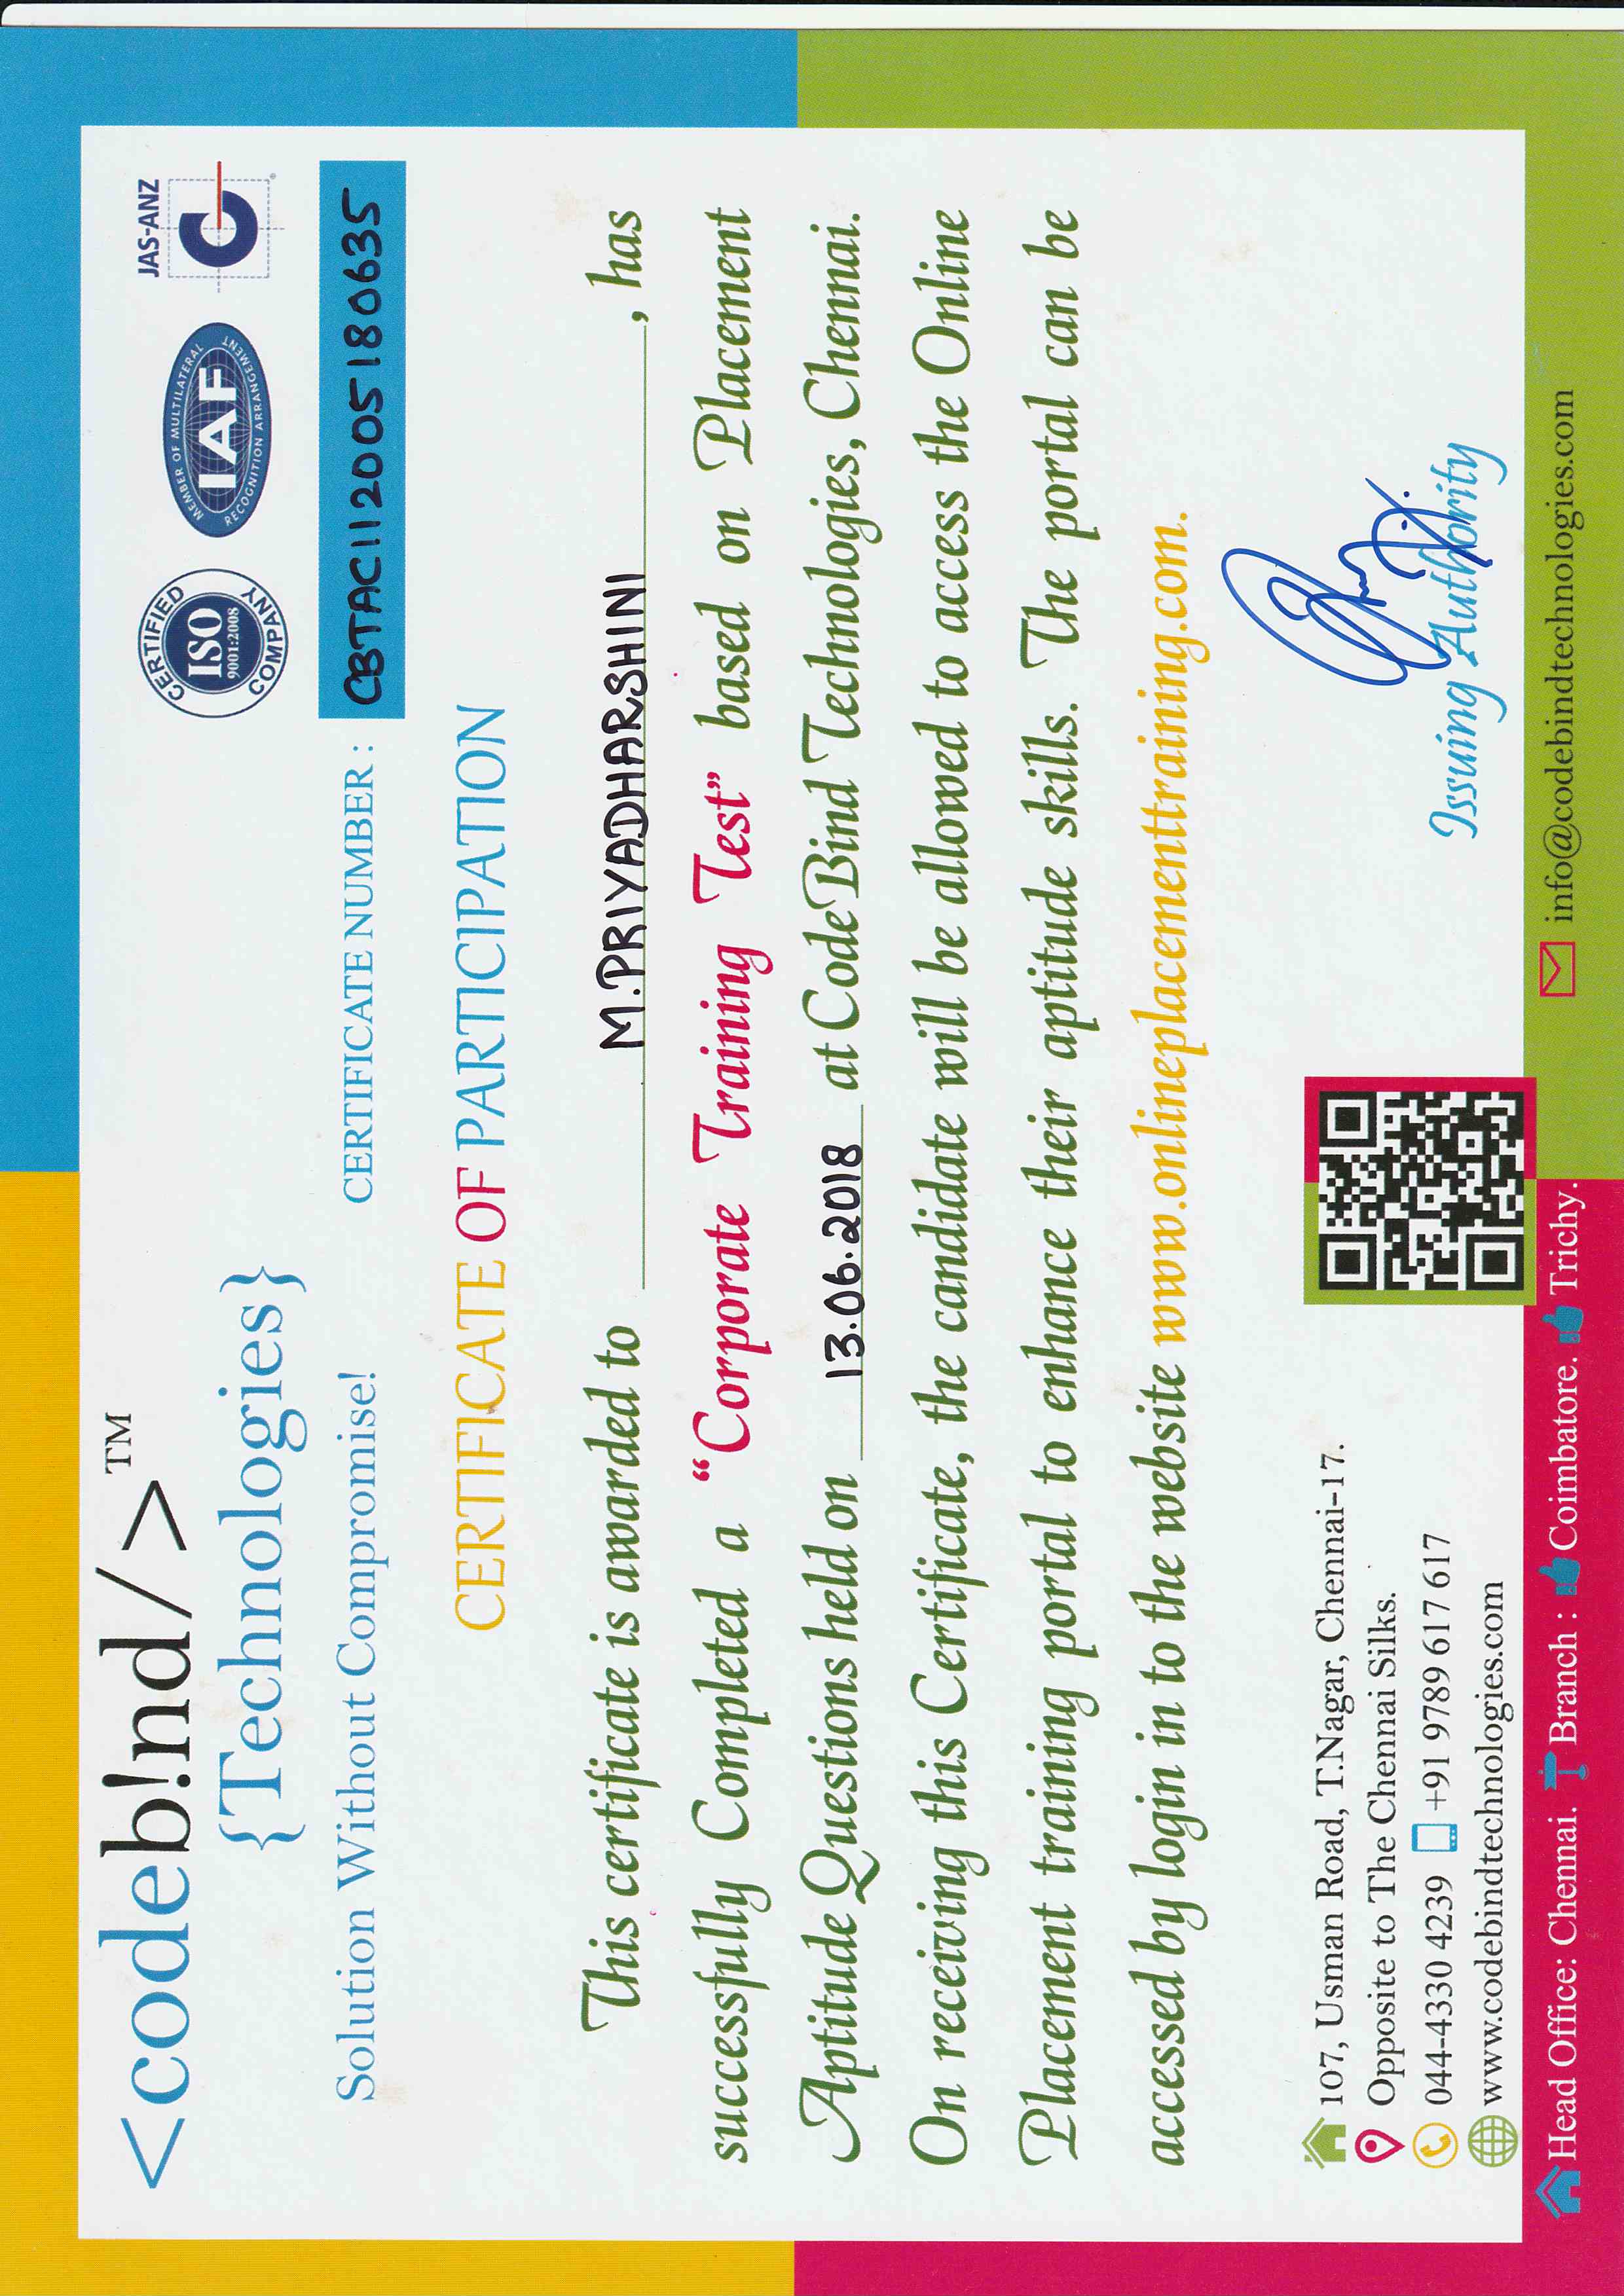 <codeb!nd/>™
{Technologies}
Solution Without Compromise!
CERTIFIED
ISO
9001:2008
COMPANY
MEMBER OF MULTILATERAL
IAF
RECOGNITION ARRANGEMENT
JAS-ANZ
CERTIFICATE NUMBER : CBTAC112005180635
CERTIFICATE OF PARTICIPATION
This certificate is awarded to M.PRIYADHARSHINI, has
successfully Completed a “Corporate Training Test” based on Placement
Aptitude Questions held on 13.06.2018 at CodeBind Technologies, Chennai.
On receiving this Certificate, the candidate will be allowed to access the Online
Placement training portal to enhance their aptitude skills. The portal can be
accessed by login in to the website www.onlineplacementtraining.com.
107, Usman Road, T.Nagar, Chennai-17.
Opposite to The Chennai Silks.
044-4330 4239 +91 9789 617 617
www.codebindtechnologies.com
Issuing Authority
Head Office: Chennai. Branch : Coimbatore. Trichy.
info@codebindtechnologies.com